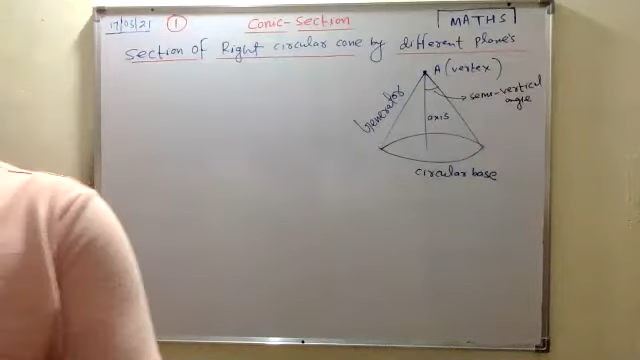 17/05/21 1 Conic-Section MATHS
Section of Right circular cone by different plane's
A (vertex)
semi-vertical
angle
Generator
axis
circular base